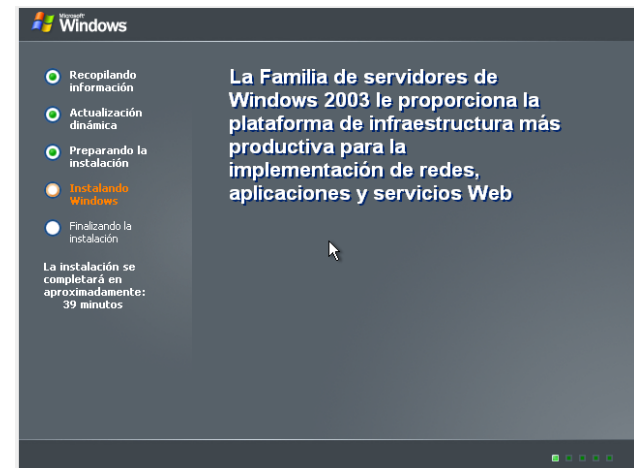 Microsoft
Windows
Recopilando
información
Actualización
dinámica
Preparando la
instalación
Instalando
Windows
Finalizando la
instalación
La instalación se
completará en
aproximadamente:
39 minutos
La Familia de servidores de
Windows 2003 le proporciona la
plataforma de infraestructura más
productiva para la
implementación de redes,
aplicaciones y servicios Web